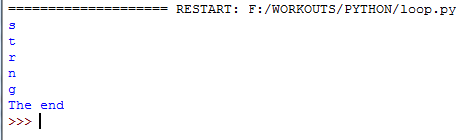 ==================== RESTART: F:/WORKOUTS/PYTHON/loop.py
s
t
r
n
g
The end
>>>